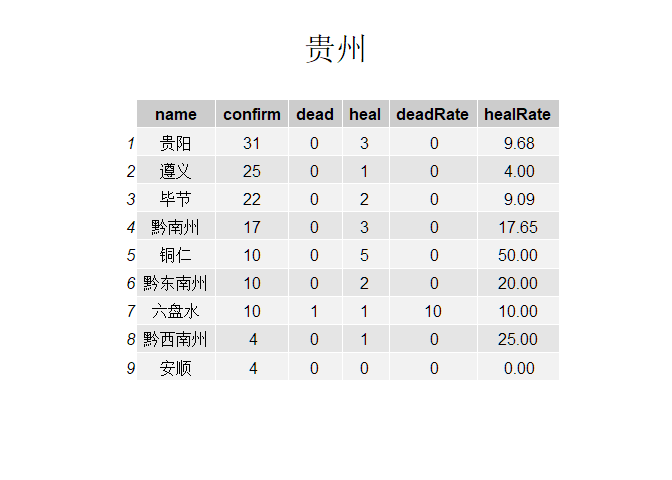 贵州
name confirm dead heal deadRate healRate
1 贵阳 31 0 3 0 9.68
2 遵义 25 0 1 0 4.00
3 毕节 22 0 2 0 9.09
4 黔南州 17 0 3 0 17.65
5 铜仁 10 0 5 0 50.00
6 黔东南州 10 0 2 0 20.00
7 六盘水 10 1 1 10 10.00
8 黔西南州 4 0 1 0 25.00
9 安顺 4 0 0 0 0.00